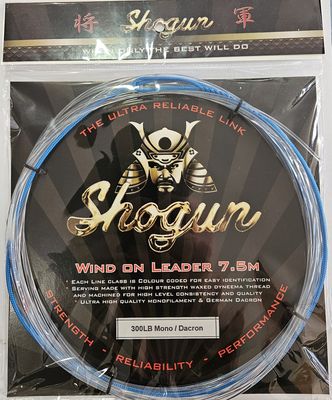 將 Shogun 軍
WHEN ONLY THE BEST WILL DO
THE ULTRA RELIABLE LINK
Shogun
WIND ON LEADER 7.5M
* EACH LINE CLASS IS COLOUR CODED FOR EASY IDENTIFICATION
SERVING MADE WITH HIGH STRENGTH WAXED DYNEEMA THREAD
AND MACHINED FOR HIGH LEVEL CONSISTENCY AND QUALITY
* ULTRA HIGH QUALITY MONOFILAMENT & GERMAN DACRON
300LB Mono / Dacron
STRENGTH - RELIABILITY - PERFORMANCE